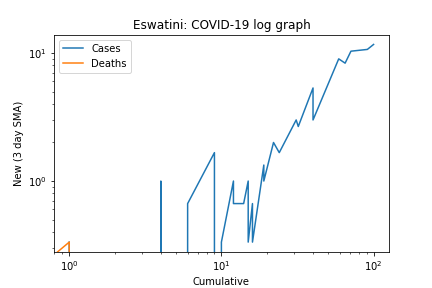 Eswatini: COVID-19 log graph
Cases
Deaths
New (3 day SMA)
10¹
10⁰
10⁰
10¹
10²
Cumulative